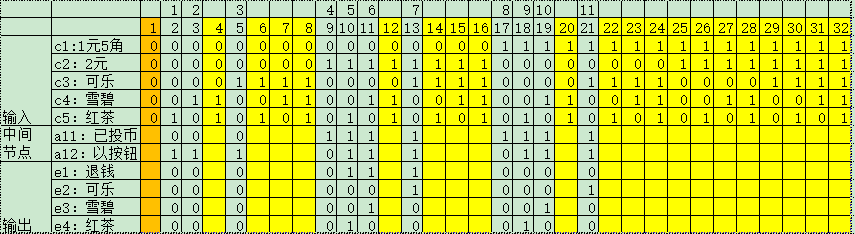 1 2 3 4 5 6 7 8 9 10 11
1 2 3 4 5 6 7 8 9 10 11 12 13 14 15 16 17 18 19 20 21 22 23 24 25 26 27 28 29 30 31 32
c1:1元5角 0 0 0 0 0 0 0 0 0 0 0 0 0 0 0 0 1 1 1 1 1 1 1 1 1 1 1 1 1 1 1 1
c2：2元 0 0 0 0 0 0 0 0 1 1 1 1 1 1 1 1 0 0 0 0 0 0 0 0 1 1 1 1 1 1 1 1
c3：可乐 0 0 0 0 1 1 1 1 0 0 0 0 1 1 1 1 0 0 0 0 1 1 1 1 0 0 0 0 1 1 1 1
c4：雪碧 0 0 1 1 0 0 1 1 0 0 1 1 0 0 1 1 0 0 1 1 0 0 1 1 0 0 1 1 0 0 1 1
输入 c5：红茶 0 1 0 1 0 1 0 1 0 1 0 1 0 1 0 1 0 1 0 1 0 1 0 1 0 1 0 1 0 1 0 1
中间 a11：已投币 0 0 0 1 1 1 1 1 1 1 1
节点 a12：以按钮 1 1 1 0 1 1 1 0 1 1 1
e1：退钱 0 0 0 0 1 1 1 0 0 0 0
e2：可乐 0 0 0 0 0 0 1 0 0 0 1
e3：雪碧 0 0 0 0 0 1 0 0 0 1 0
输出 e4：红茶 0 0 0 0 1 0 0 0 1 0 0